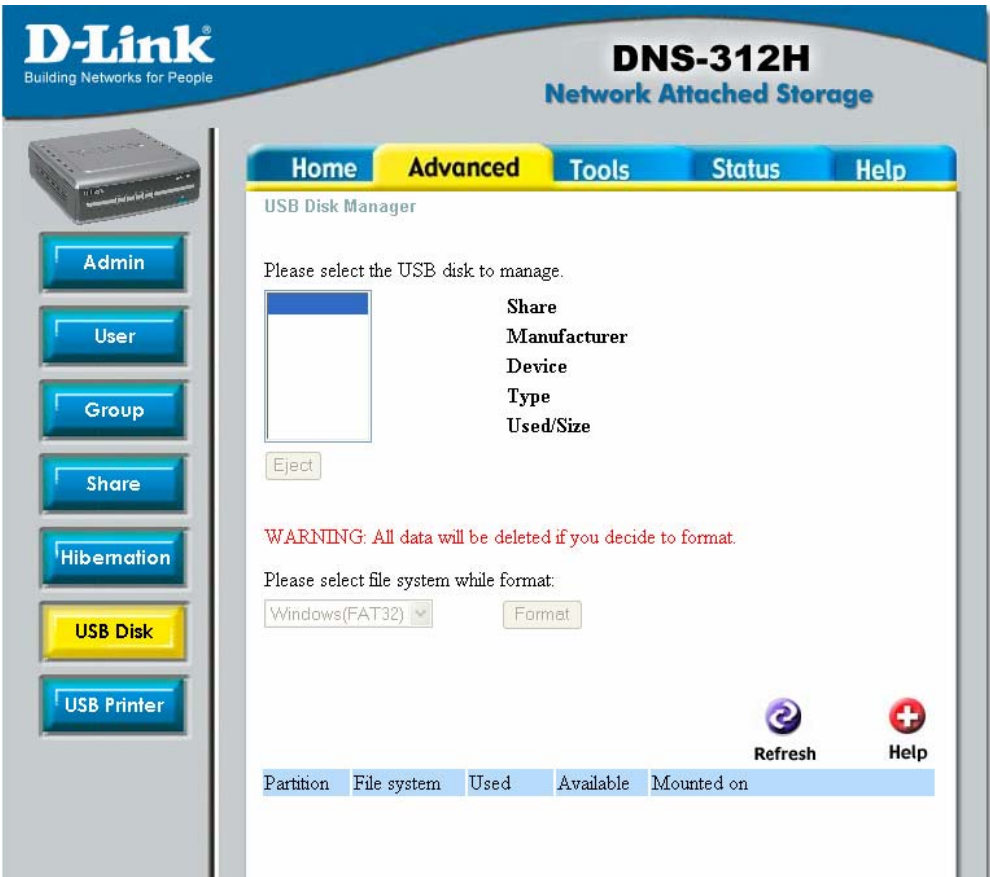 D-Link®
Building Networks for People
DNS-312H
Network Attached Storage
Home Advanced Tools Status Help
Admin
User
Group
Share
Hibernation
USB Disk
USB Printer
USB Disk Manager
Please select the USB disk to manage.
Share
Manufacturer
Device
Type
Used/Size
Eject
WARNING: All data will be deleted if you decide to format.
Please select file system while format:
Windows(FAT32) Format
Refresh Help
Partition File system Used Available Mounted on